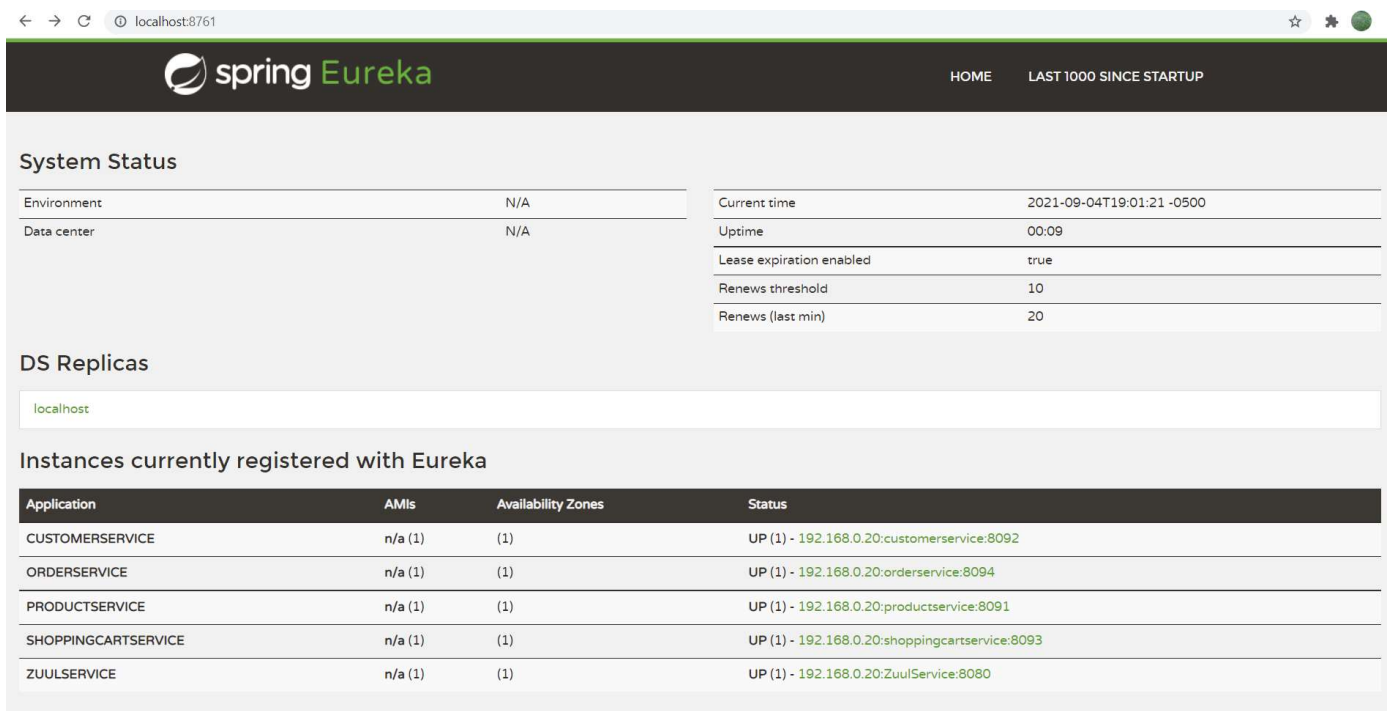 localhost:8761
spring Eureka
HOME LAST 1000 SINCE STARTUP
System Status
Environment N/A
Data center N/A
Current time 2021-09-04T19:01:21 -0500
Uptime 00:09
Lease expiration enabled true
Renews threshold 10
Renews (last min) 20
DS Replicas
localhost
Instances currently registered with Eureka
Application AMIs Availability Zones Status
CUSTOMERSERVICE n/a (1) (1) UP (1) - 192.168.0.20:customerservice:8092
ORDERSERVICE n/a (1) (1) UP (1) - 192.168.0.20:orderservice:8094
PRODUCTSERVICE n/a (1) (1) UP (1) - 192.168.0.20:productservice:8091
SHOPPINGCARTSERVICE n/a (1) (1) UP (1) - 192.168.0.20:shoppingcartservice:8093
ZUULSERVICE n/a (1) (1) UP (1) - 192.168.0.20:ZuulService:8080